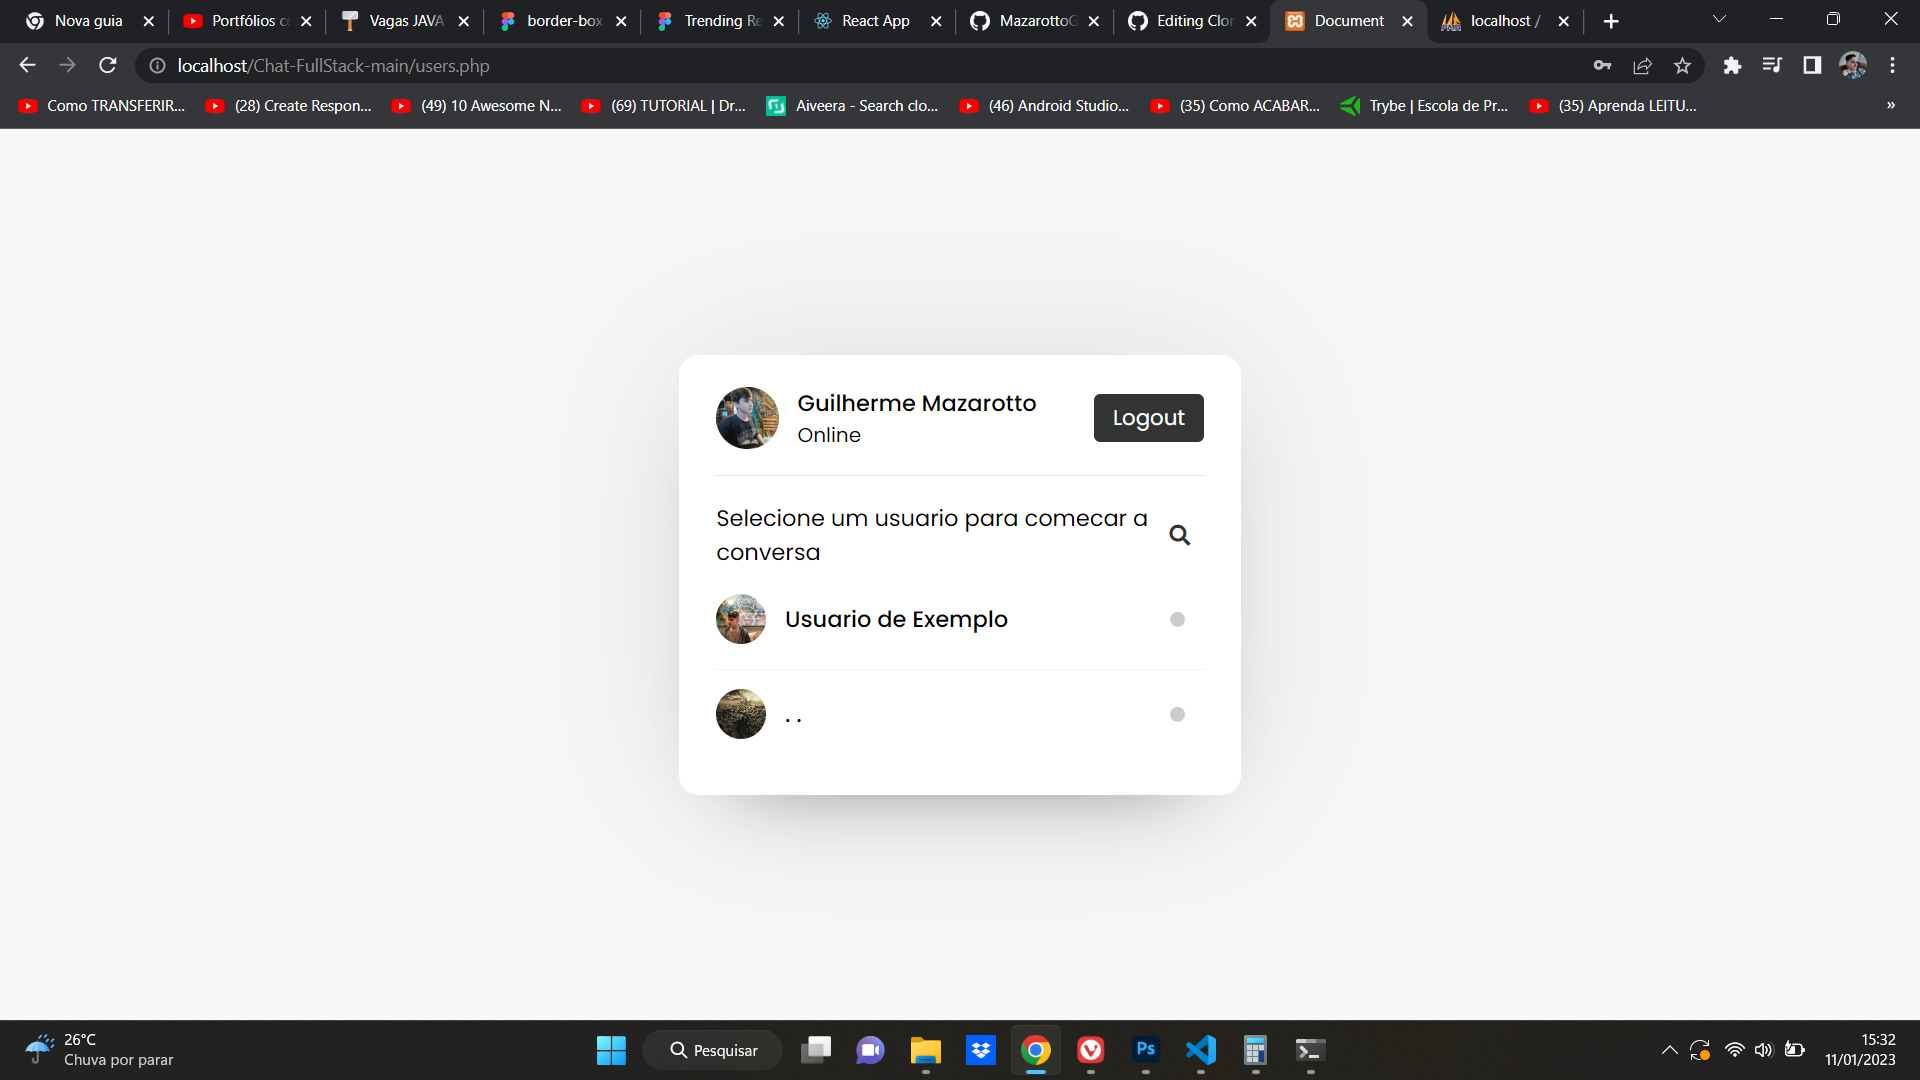 Nova guia
Portfólios c
Vagas JAVA
border-box
Trending Re
React App
MazarottoG
Editing Clor
Document
localhost /
localhost/Chat-FullStack-main/users.php
Como TRANSFERIR...
(28) Create Respon...
(49) 10 Awesome N...
(69) TUTORIAL | Dr...
Aiveera - Search clo...
(46) Android Studio...
(35) Como ACABAR...
Trybe | Escola de Pr...
(35) Aprenda LEITU...
»
Guilherme Mazarotto
Online
Logout
Selecione um usuario para comecar a
conversa
Usuario de Exemplo
. .
26°C
Chuva por parar
Pesquisar
Ps
15:32
11/01/2023